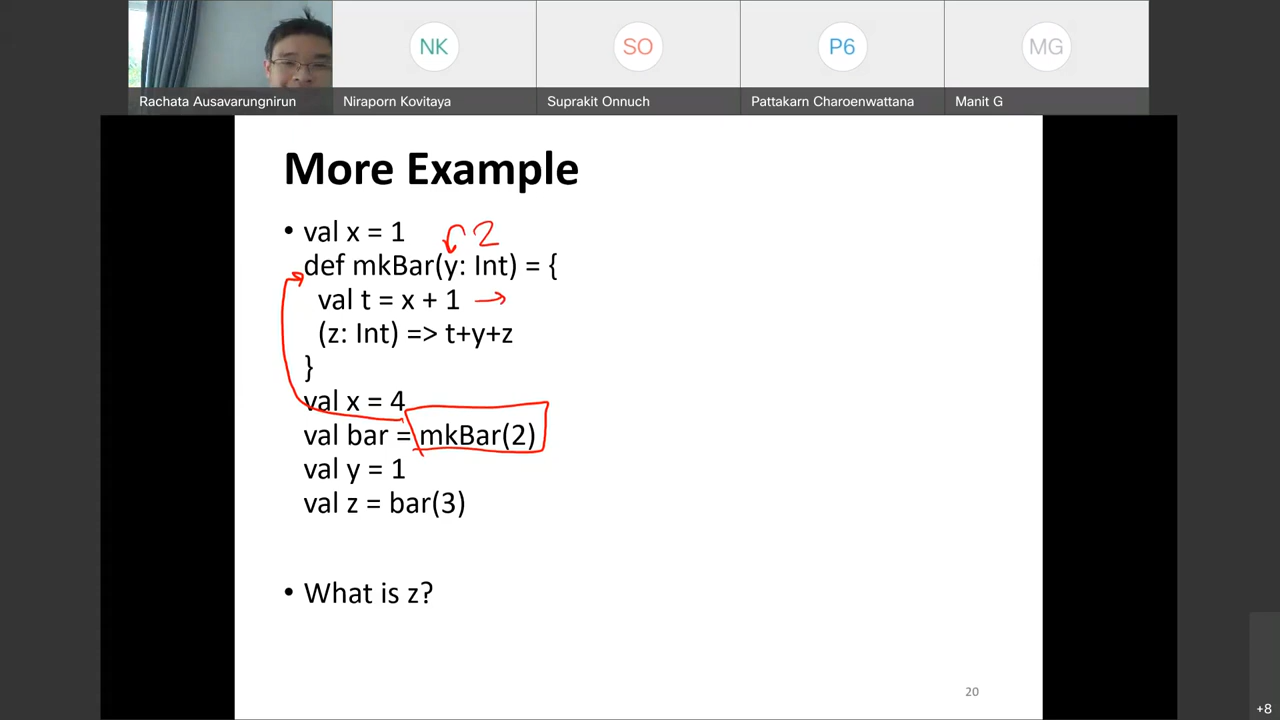 NK
SO
P6
MG
Rachata Ausavarungnirun
Niraporn Kovitaya
Suprakit Onnuch
Pattakarn Charoenwattana
Manit G
More Example
• val x = 1
2
def mkBar(y: Int) = {
val t = x + 1
(z: Int) => t+y+z
}
val x = 4
val bar = mkBar(2)
val y = 1
val z = bar(3)
• What is z?
20
+8